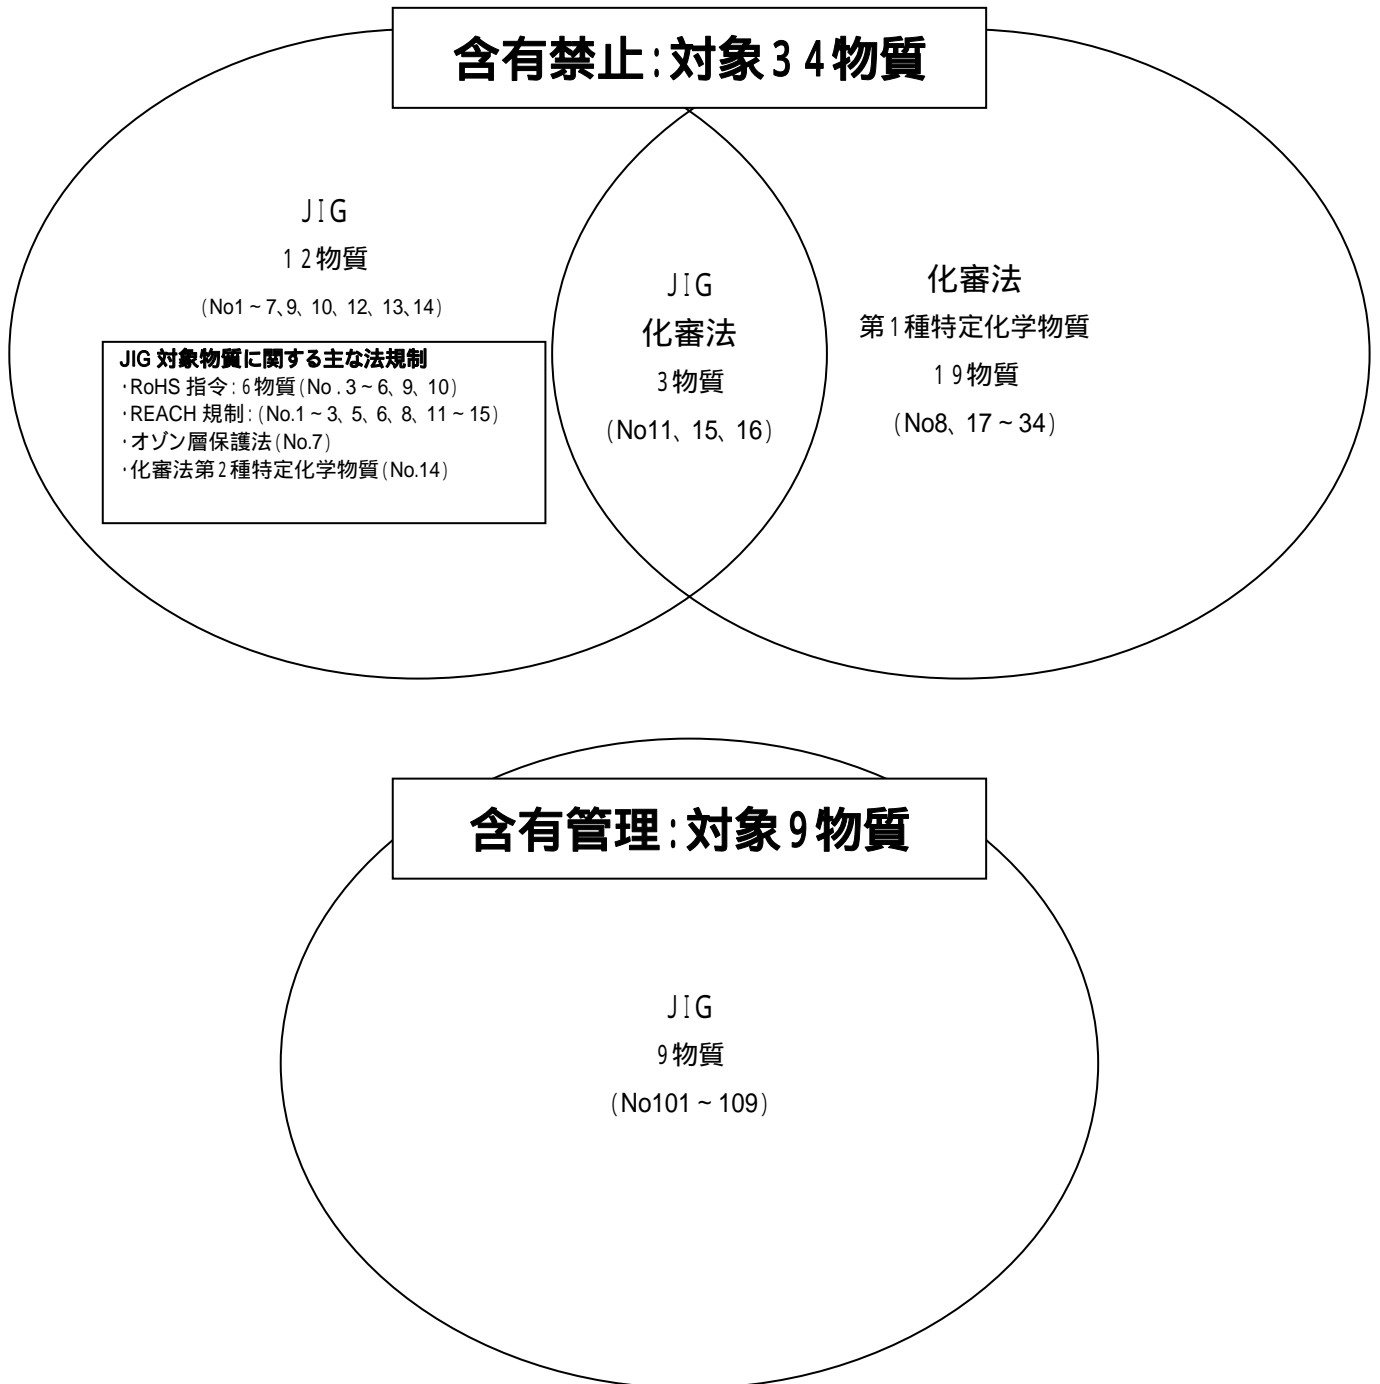 含有禁止:対象34物質
JIG
12物質
(No1~7、9、10、12、13、14)
JIG 対象物質に関する主な法規制
・RoHS 指令:6物質(No.3~6、9、10)
・REACH 規制:(No.1~3、5、6、8、11~15)
・オゾン層保護法(No.7)
・化審法第2種特定化学物質(No.14)
JIG
化審法
3物質
(No11、15、16)
化審法
第1種特定化学物質
19物質
(No8、17~34)
含有管理:対象9物質
JIG
9物質
(No101~109)